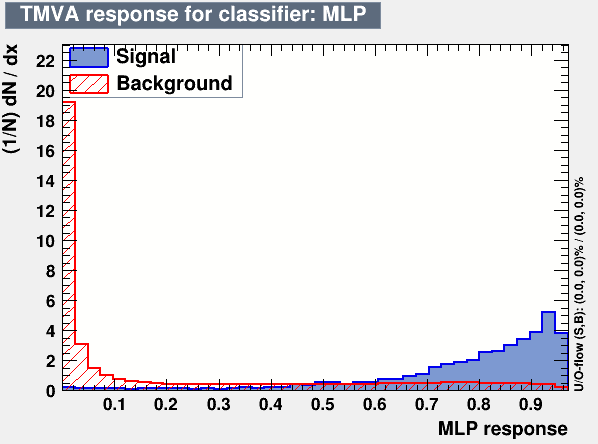 TMVA response for classifier: MLP
(1/N) dN / dx
Signal
Background
22
20
18
16
14
12
10
8
6
4
2
0
0.1 0.2 0.3 0.4 0.5 0.6 0.7 0.8 0.9
MLP response
U/O-flow (S,B): (0.0, 0.0)% / (0.0, 0.0)%